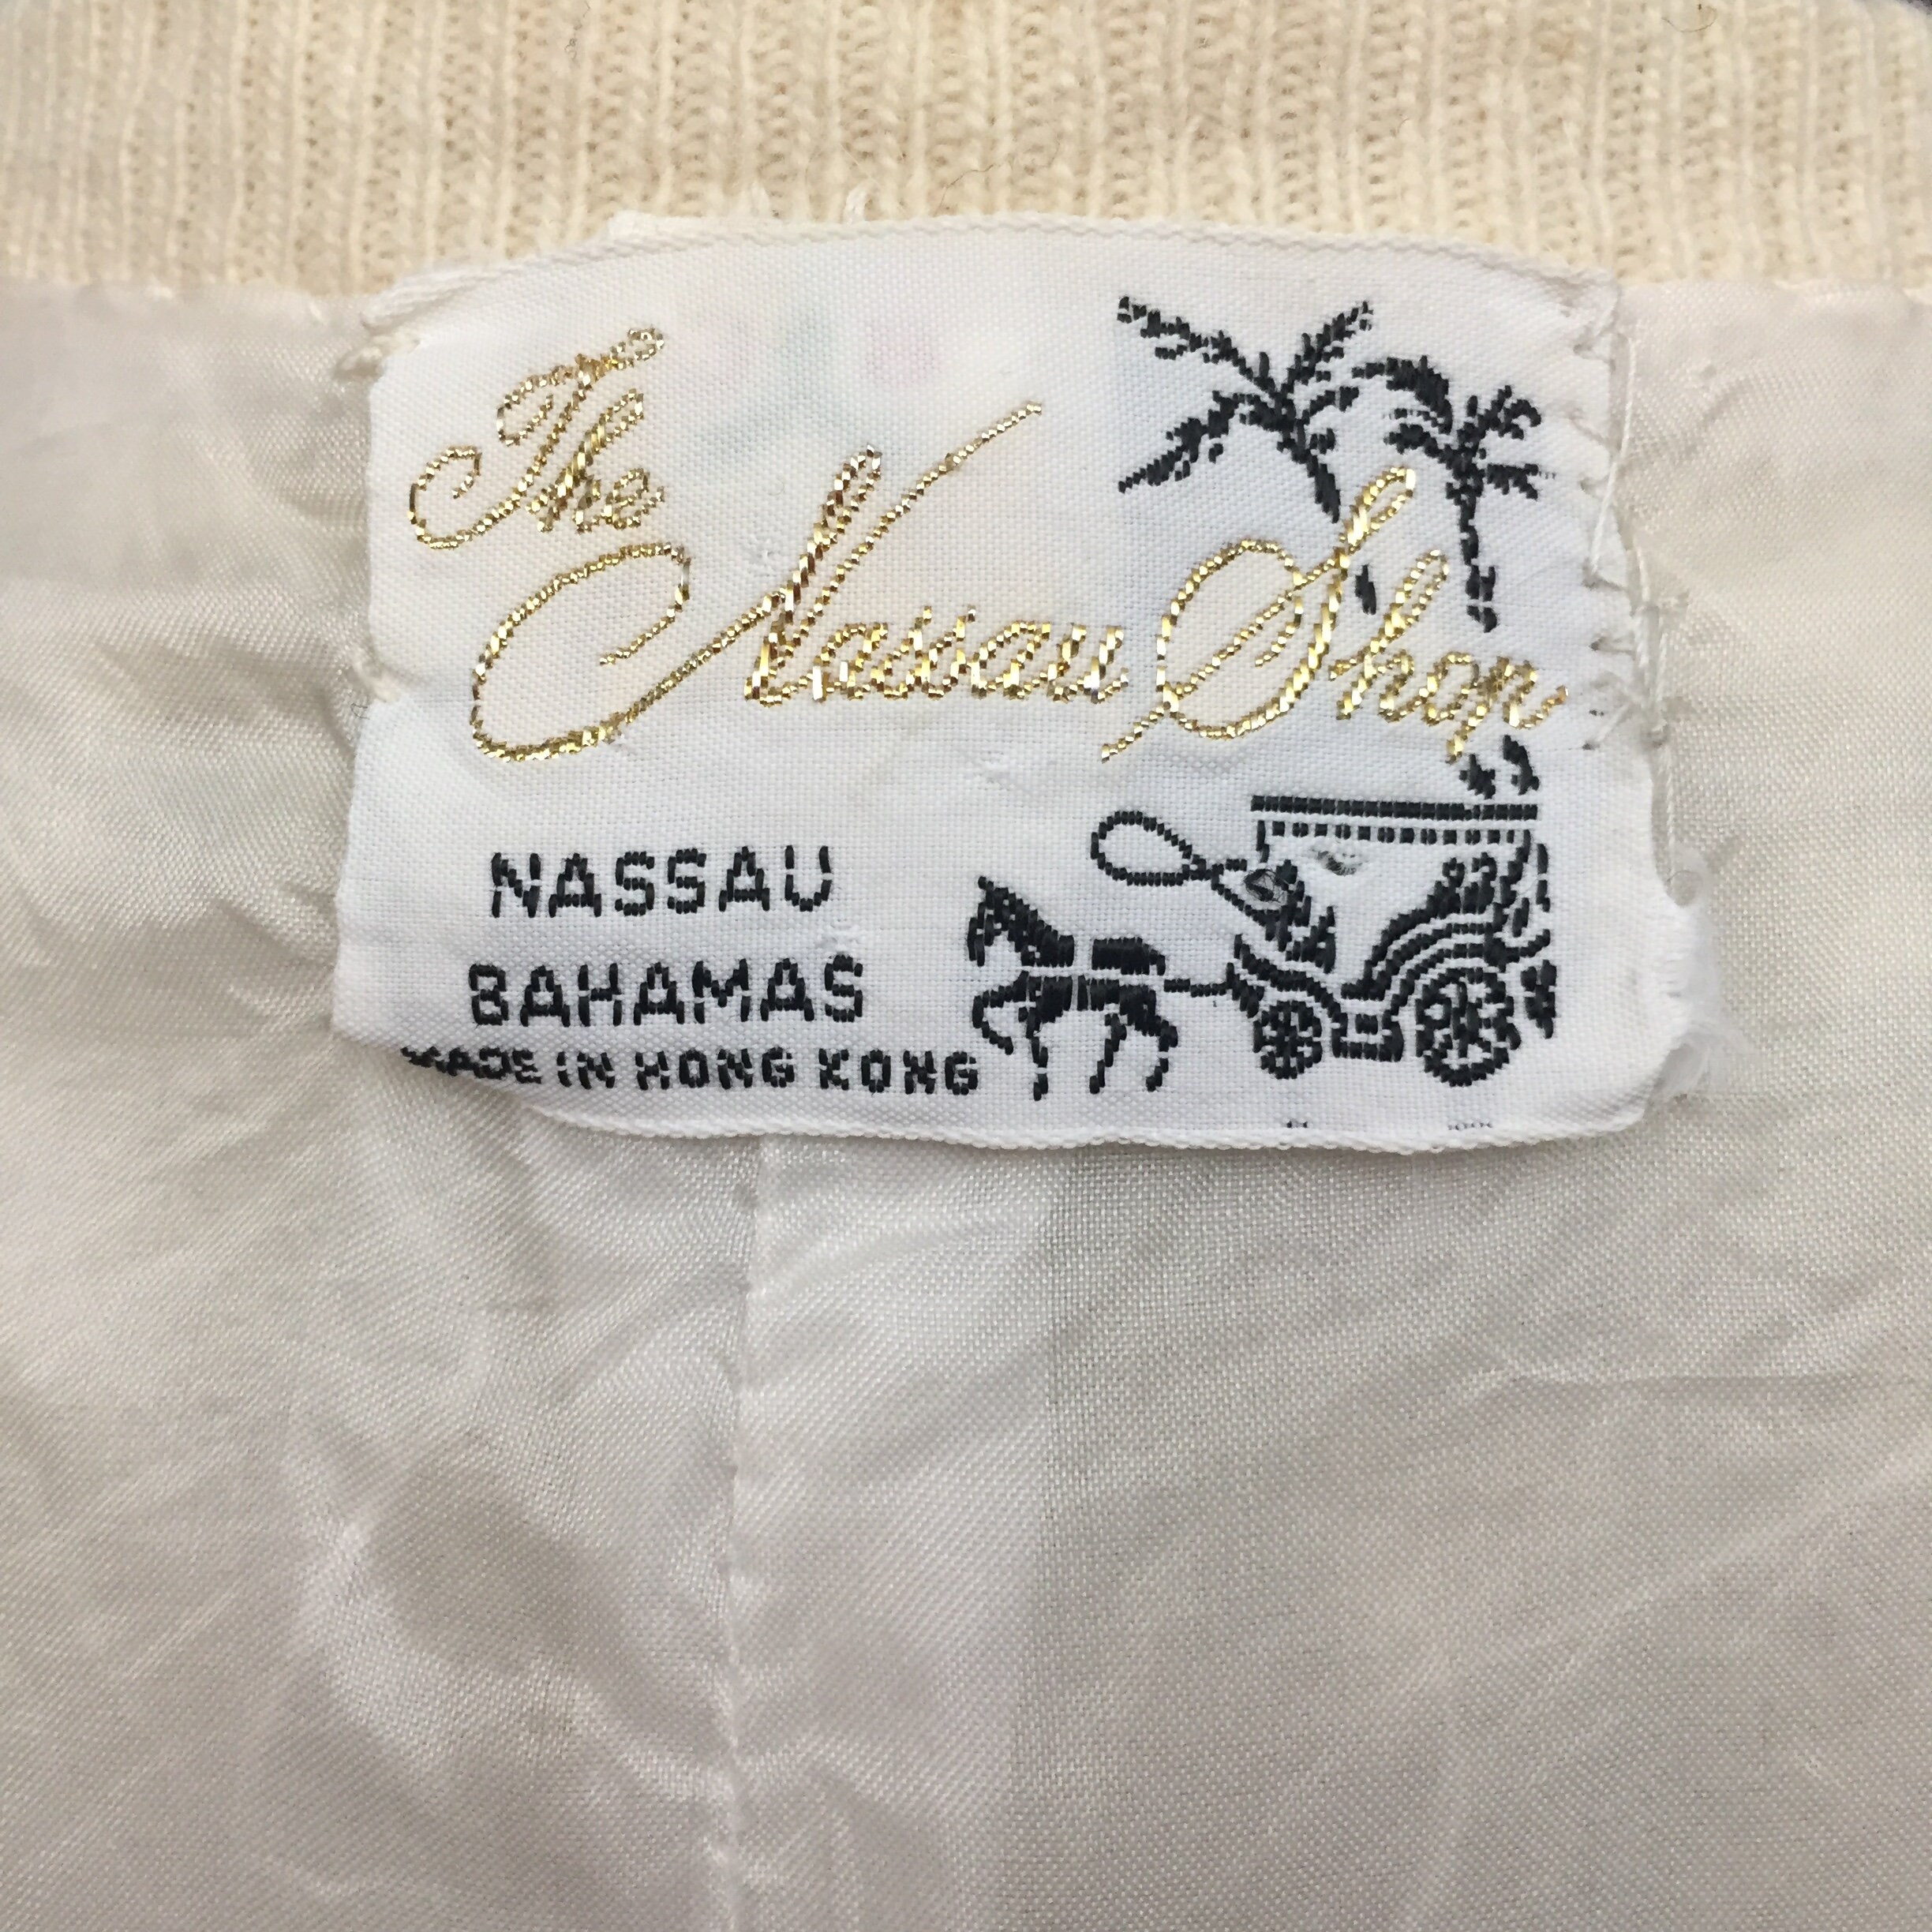 The
Nassau Shop
NASSAU
BAHAMAS
MADE IN HONG KONG